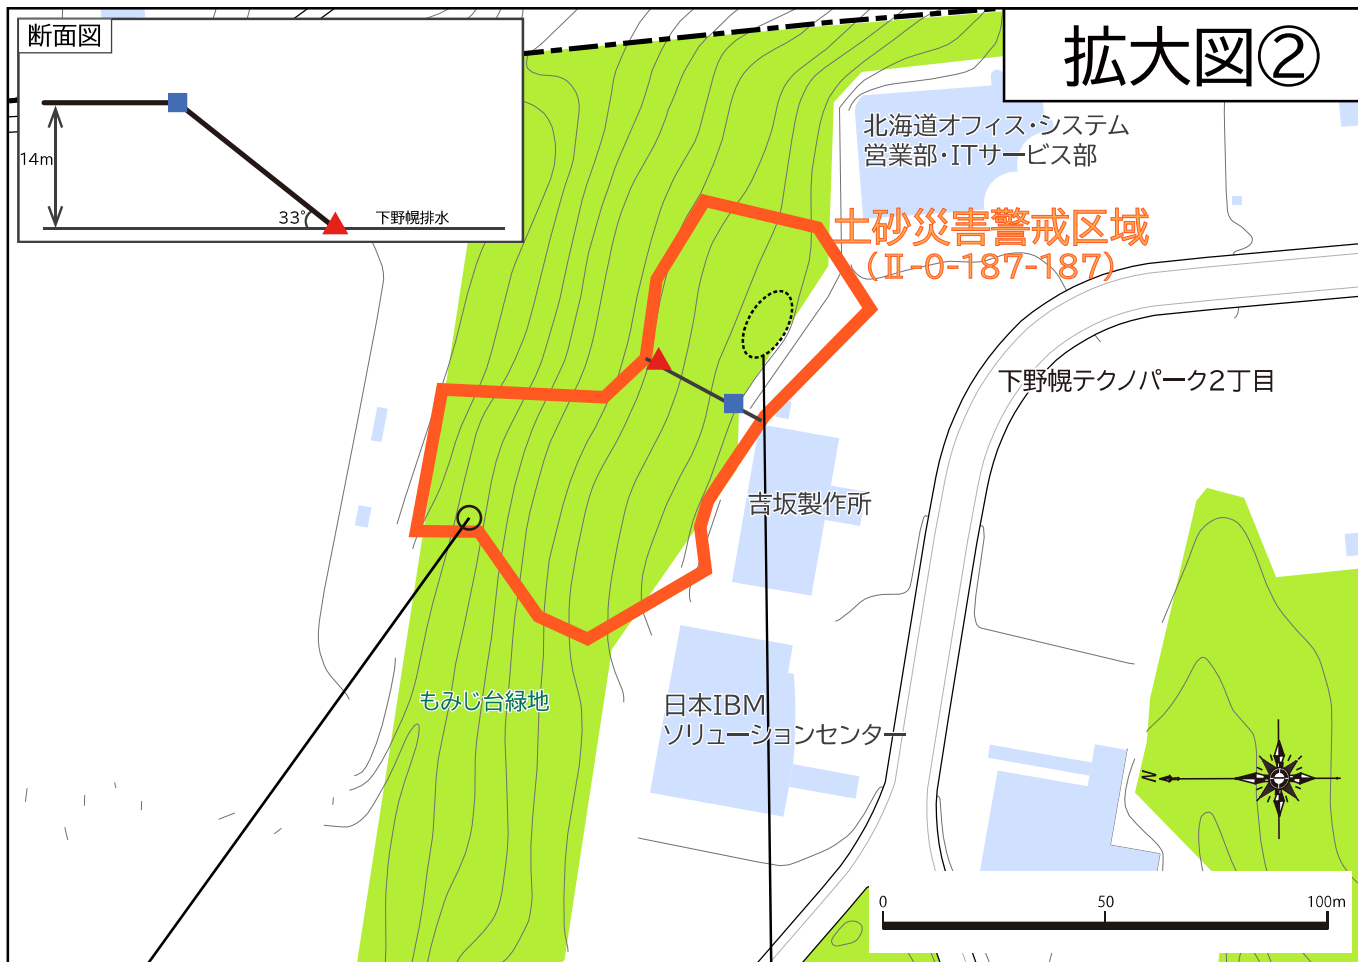 断面図
14m
33°
下野幌排水
拡大図②
北海道オフィス・システム
営業部・ITサービス部
土砂災害警戒区域
(Ⅱ-0-187-187)
下野幌テクノパーク2丁目
吉坂製作所
もみじ台緑地
日本IBM
ソリューションセンター
N
0 50 100m